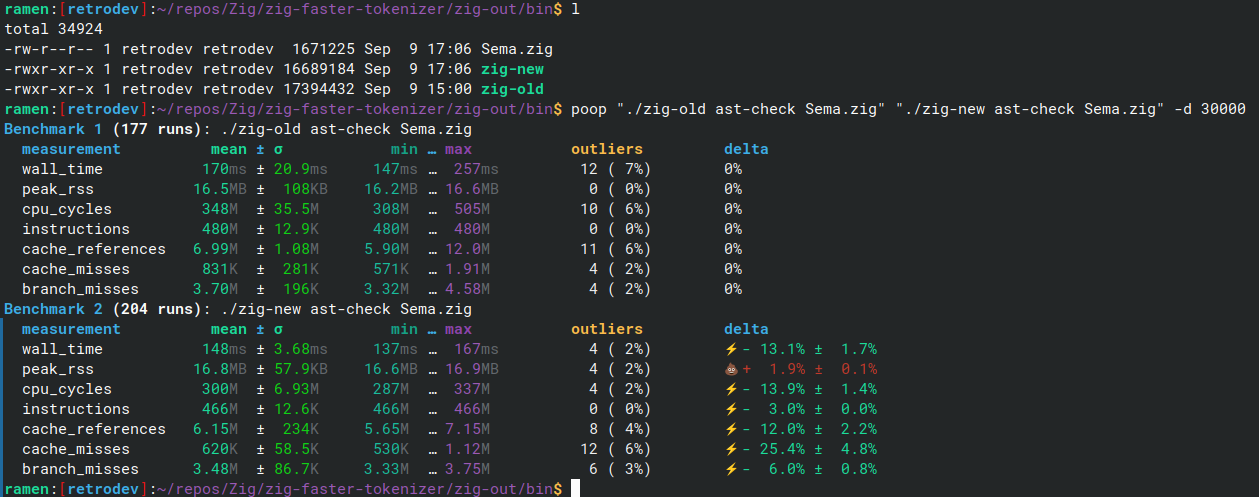 ramen:[retrodev]:~/repos/Zig/zig-faster-tokenizer/zig-out/bin$ l
total 34924
-rw-r--r-- 1 retrodev retrodev  1671225 Sep  9 17:06 Sema.zig
-rwxr-xr-x 1 retrodev retrodev 16689184 Sep  9 17:06 zig-new
-rwxr-xr-x 1 retrodev retrodev 17394432 Sep  9 15:00 zig-old
ramen:[retrodev]:~/repos/Zig/zig-faster-tokenizer/zig-out/bin$ poop "./zig-old ast-check Sema.zig" "./zig-new ast-check Sema.zig" -d 30000
Benchmark 1 (177 runs): ./zig-old ast-check Sema.zig
  measurement          mean ± σ            min … max           outliers         delta
  wall_time           170ms ± 20.9ms     147ms …  257ms         12 ( 7%)        0%
  peak_rss           16.5MB ±  108KB    16.2MB … 16.6MB          0 ( 0%)        0%
  cpu_cycles          348M  ± 35.5M      308M  …  505M          10 ( 6%)        0%
  instructions        480M  ± 12.9K      480M  …  480M           0 ( 0%)        0%
  cache_references   6.99M  ± 1.08M     5.90M  … 12.0M          11 ( 6%)        0%
  cache_misses        831K  ±  281K      571K  … 1.91M           4 ( 2%)        0%
  branch_misses      3.70M  ±  196K     3.32M  … 4.58M           4 ( 2%)        0%
Benchmark 2 (204 runs): ./zig-new ast-check Sema.zig
  measurement          mean ± σ            min … max           outliers         delta
  wall_time           148ms ± 3.68ms     137ms …  167ms          4 ( 2%)        ⚡- 13.1% ±  1.7%
  peak_rss           16.8MB ± 57.9KB    16.6MB … 16.9MB          4 ( 2%)        💩+  1.9% ±  0.1%
  cpu_cycles          300M  ± 6.93M      287M  …  337M           4 ( 2%)        ⚡- 13.9% ±  1.4%
  instructions        466M  ± 12.6K      466M  …  466M           0 ( 0%)        ⚡-  3.0% ±  0.0%
  cache_references   6.15M  ±  234K     5.65M  … 7.15M           8 ( 4%)        ⚡- 12.0% ±  2.2%
  cache_misses        620K  ± 58.5K      530K  … 1.12M          12 ( 6%)        ⚡- 25.4% ±  4.8%
  branch_misses      3.48M  ± 86.7K     3.33M  … 3.75M           6 ( 3%)        ⚡-  6.0% ±  0.8%
ramen:[retrodev]:~/repos/Zig/zig-faster-tokenizer/zig-out/bin$